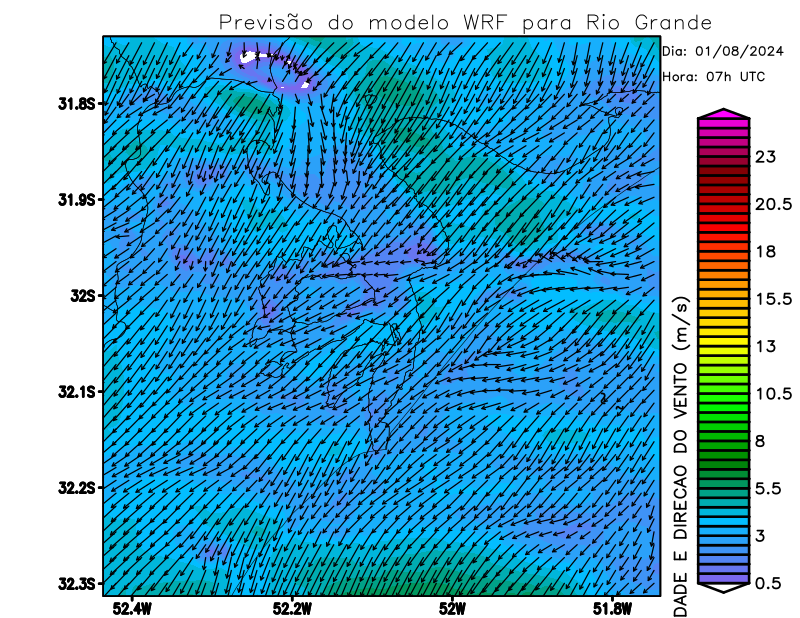 Previsão do modelo WRF para Rio Grande
Dia: 01/08/2024
Hora: 07h UTC
31.8S
31.9S
32S
32.1S
32.2S
32.3S
52.4W
52.2W
52W
51.8W
23
20.5
18
15.5
13
10.5
8
5.5
3
0.5
DADE E DIRECAO DO VENTO (m/s)